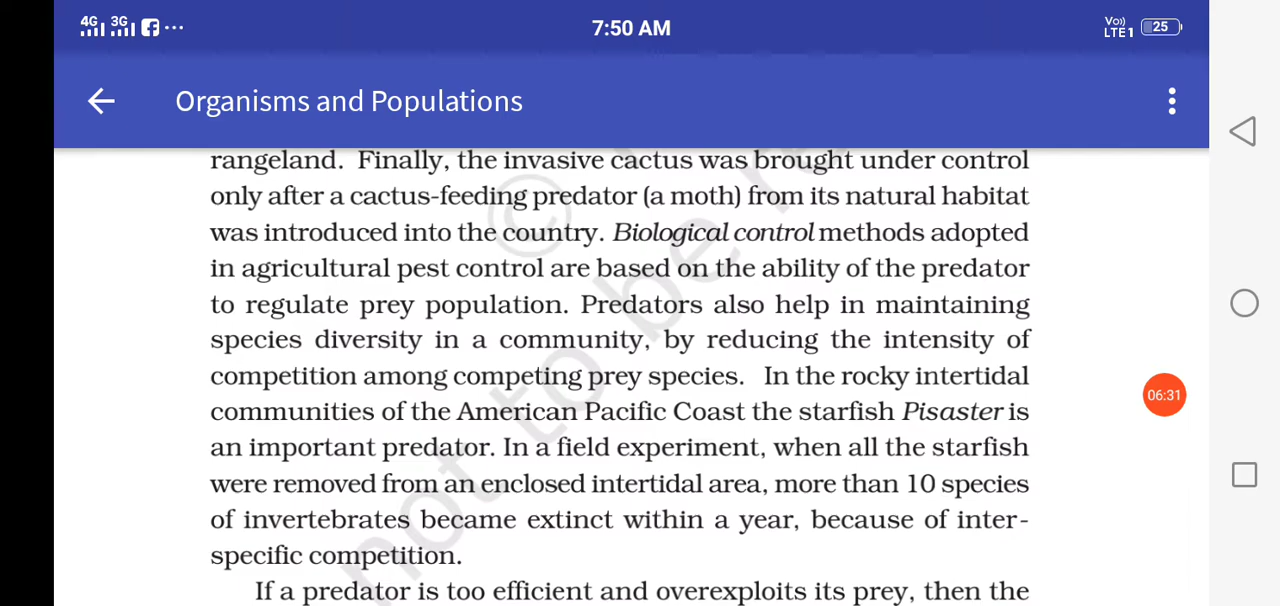 4G 3G 7:50 AM Vo) LTE1 25
Organisms and Populations
rangeland. Finally, the invasive cactus was brought under control
only after a cactus-feeding predator (a moth) from its natural habitat
was introduced into the country. Biological control methods adopted
in agricultural pest control are based on the ability of the predator
to regulate prey population. Predators also help in maintaining
species diversity in a community, by reducing the intensity of
competition among competing prey species. In the rocky intertidal
communities of the American Pacific Coast the starfish Pisaster is
an important predator. In a field experiment, when all the starfish
were removed from an enclosed intertidal area, more than 10 species
of invertebrates became extinct within a year, because of inter-
specific competition.
If a predator is too efficient and overexploits its prey, then the
06:31
© not to be re